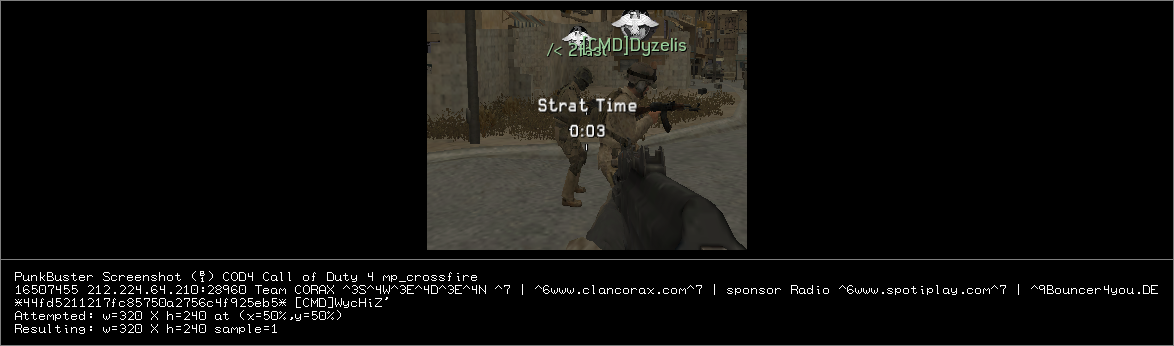 [CMD]Dyzelis
/< 2fast
Strat Time
0:03
PunkBuster Screenshot () COD4 Call of Duty 4 mp_crossfire
16507455 212.224.64.210:28960 Team CORAX ^3S^4W^3E^4D^3E^4N ^7 | ^6www.clancorax.com^7 | sponsor Radio ^6www.spotiplay.com^7 | ^9Bouncer4you.DE
*44fd5211217fc85750a2756c4f925eb5* [CMD]WycHiZ'
Attempted: w=320 X h=240 at (x=50%,y=50%)
Resulting: w=320 X h=240 sample=1